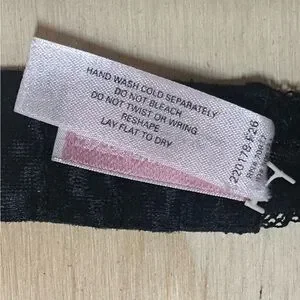 HAND WASH COLD SEPARATELY
DO NOT BLEACH
DO NOT TWIST OR WRING
RESHAPE
LAY FLAT TO DRY
220178-F26